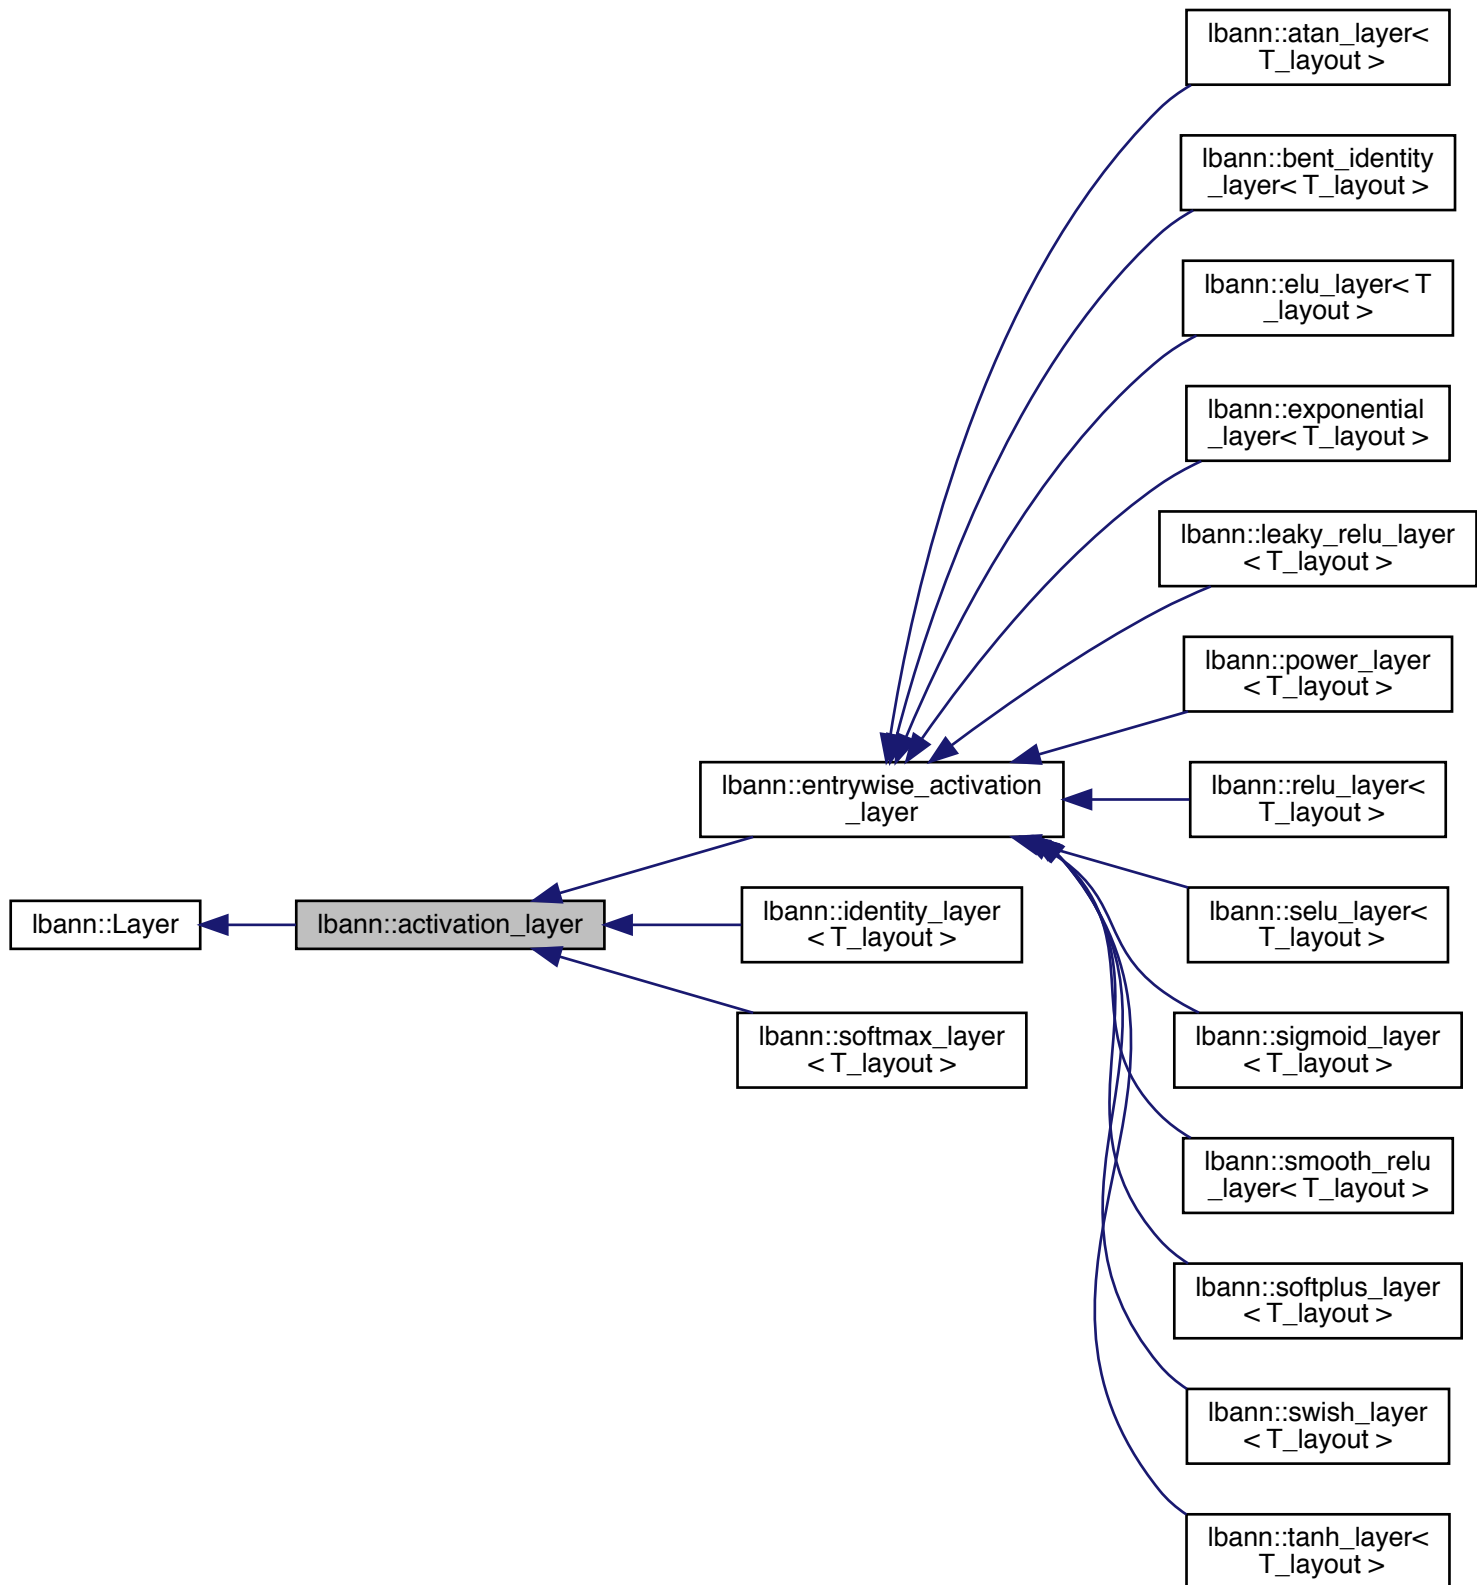 lbann::atan_layer<
T_layout >
lbann::bent_identity
_layer< T_layout >
lbann::elu_layer< T
_layout >
lbann::exponential
_layer< T_layout >
lbann::leaky_relu_layer
< T_layout >
lbann::power_layer
< T_layout >
lbann::entrywise_activation
_layer
lbann::relu_layer<
T_layout >
lbann::Layer
lbann::activation_layer
lbann::identity_layer
< T_layout >
lbann::selu_layer<
T_layout >
lbann::softmax_layer
< T_layout >
lbann::sigmoid_layer
< T_layout >
lbann::smooth_relu
_layer< T_layout >
lbann::softplus_layer
< T_layout >
lbann::swish_layer
< T_layout >
lbann::tanh_layer<
T_layout >